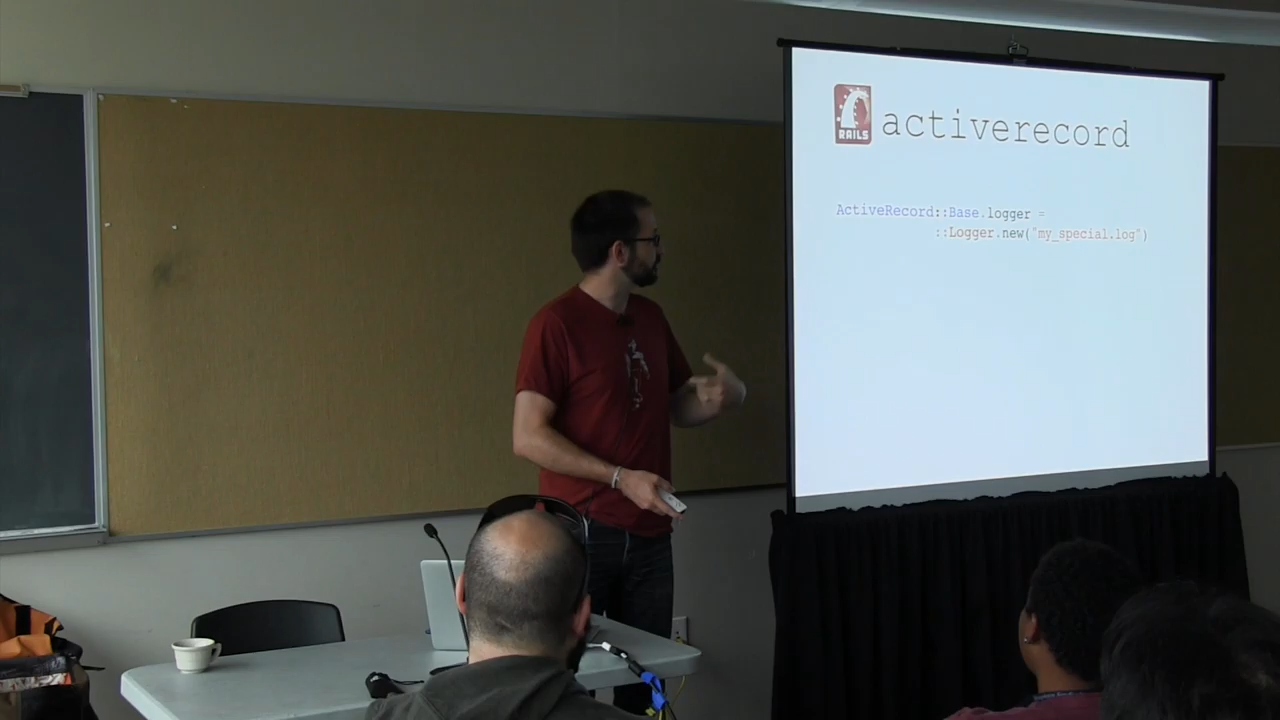 RAILS
activerecord
ActiveRecord::Base.logger =
::Logger.new("my_special.log")